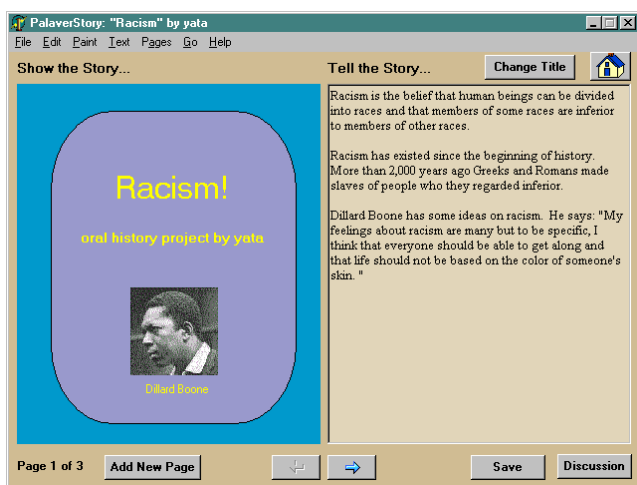 PalaverStory: "Racism" by yata
File Edit Paint Text Pages Go Help
Show the Story...
Tell the Story...
Change Title
Racism!
oral history project by yata
Dillard Boone
Racism is the belief that human beings can be divided
into races and that members of some races are inferior
to members of other races.
Racism has existed since the beginning of history.
More than 2,000 years ago Greeks and Romans made
slaves of people who they regarded inferior.
Dillard Boone has some ideas on racism.  He says: "My
feelings about racism are many but to be specific, I
think that everyone should be able to get along and
that life should not be based on the color of someone's
skin. "
Page 1 of 3
Add New Page
Save
Discussion